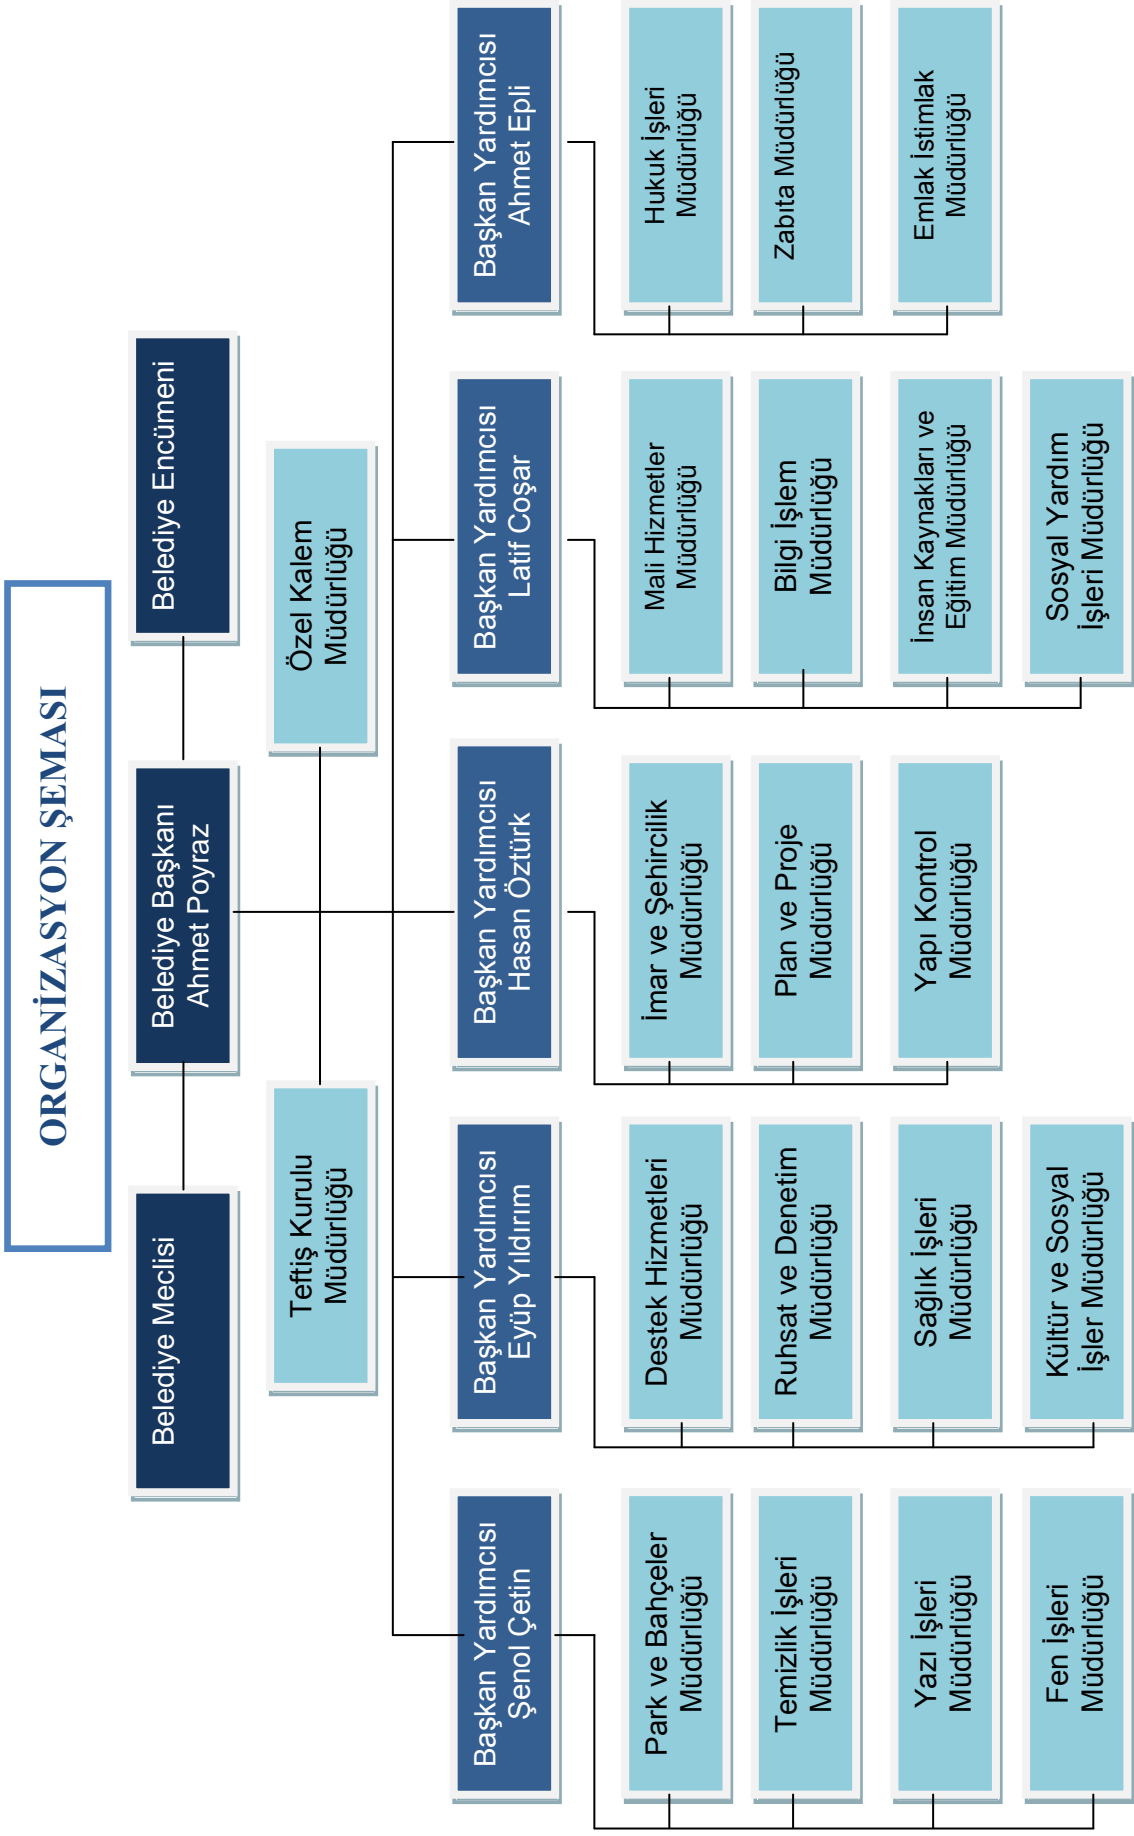 ORGANİZASYON ŞEMASI
Belediye Meclisi
Belediye Başkanı
Ahmet Poyraz
Belediye Encümeni
Teftiş Kurulu
Müdürlüğü
Özel Kalem
Müdürlüğü
Başkan Yardımcısı
Şenol Çetin
Park ve Bahçeler
Müdürlüğü
Temizlik İşleri
Müdürlüğü
Yazı İşleri
Müdürlüğü
Fen İşleri
Müdürlüğü
Başkan Yardımcısı
Eyüp Yıldırım
Destek Hizmetleri
Müdürlüğü
Ruhsat ve Denetim
Müdürlüğü
Sağlık İşleri
Müdürlüğü
Kültür ve Sosyal
İşler Müdürlüğü
Başkan Yardımcısı
Hasan Öztürk
İmar ve Şehircilik
Müdürlüğü
Plan ve Proje
Müdürlüğü
Yapı Kontrol
Müdürlüğü
Başkan Yardımcısı
Latif Coşar
Mali Hizmetler
Müdürlüğü
Bilgi İşlem
Müdürlüğü
İnsan Kaynakları ve
Eğitim Müdürlüğü
Sosyal Yardım
İşleri Müdürlüğü
Başkan Yardımcısı
Ahmet Epli
Hukuk İşleri
Müdürlüğü
Zabıta Müdürlüğü
Emlak İstimlak
Müdürlüğü